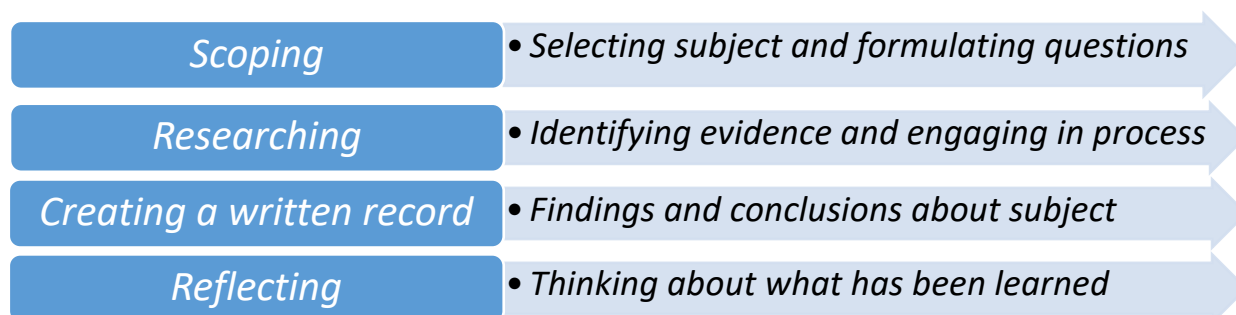 Scoping
• Selecting subject and formulating questions
Researching
• Identifying evidence and engaging in process
Creating a written record
• Findings and conclusions about subject
Reflecting
• Thinking about what has been learned